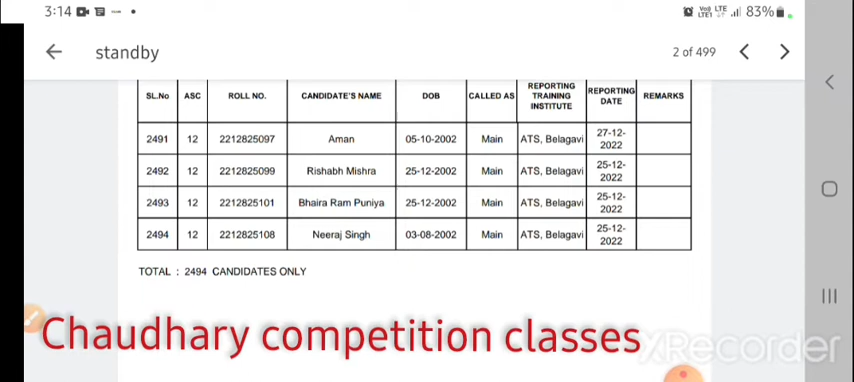 3:14 Vo)) LTE LTE1 83%
standby 2 of 499
SL.No ASC ROLL NO. CANDIDATE'S NAME DOB CALLED AS REPORTING TRAINING INSTITUTE REPORTING DATE REMARKS
2491 12 2212825097 Aman 05-10-2002 Main ATS, Belagavi 27-12-2022
2492 12 2212825099 Rishabh Mishra 25-12-2002 Main ATS, Belagavi 25-12-2022
2493 12 2212825101 Bhaira Ram Puniya 25-12-2002 Main ATS, Belagavi 25-12-2022
2494 12 2212825108 Neeraj Singh 03-08-2002 Main ATS, Belagavi 25-12-2022
TOTAL : 2494 CANDIDATES ONLY
Chaudhary competition classes
XRecorder